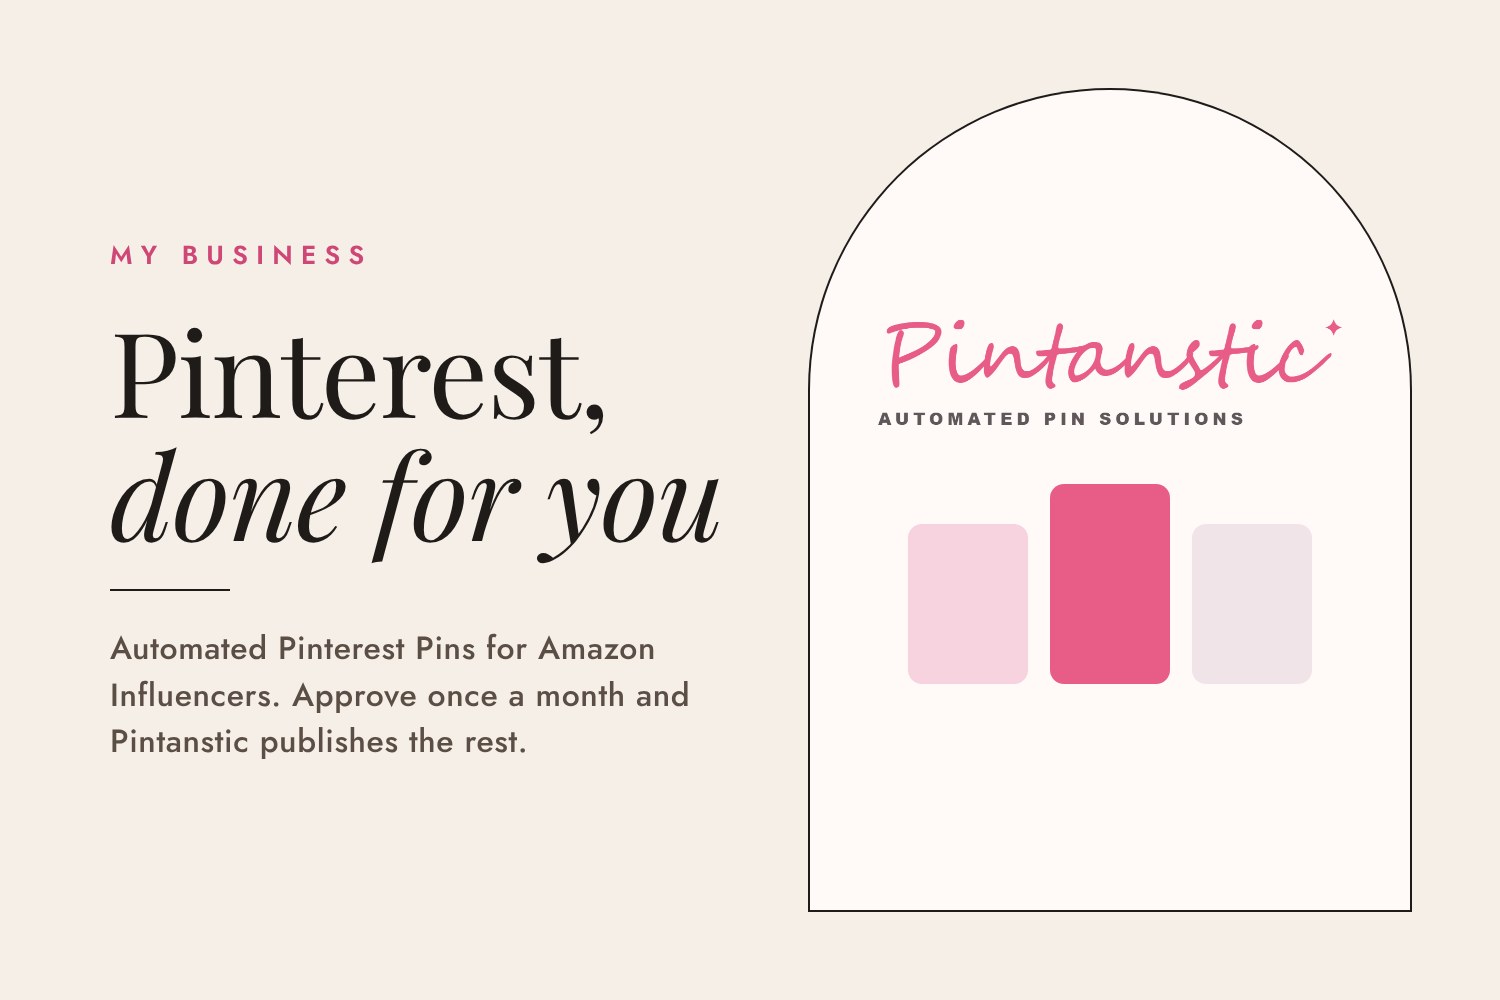 MY BUSINESS
Pinterest,
done for you
Automated Pinterest Pins for Amazon
Influencers. Approve once a month and
Pintanstic publishes the rest.
Pintanstic
AUTOMATED PIN SOLUTIONS